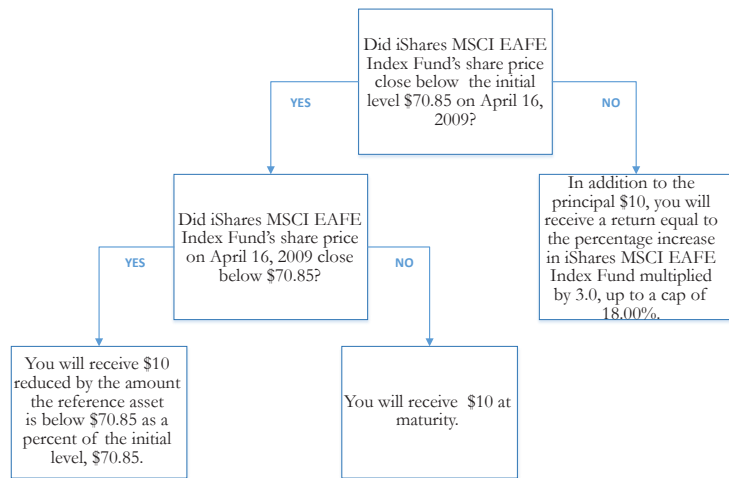 Did iShares MSCI EAFE
Index Fund's share price
close below the initial
level $70.85 on April 16,
2009?
YES
NO
Did iShares MSCI EAFE
Index Fund's share price
on April 16, 2009 close
below $70.85?
In addition to the
principal $10, you will
receive a return equal to
the percentage increase
in iShares MSCI EAFE
Index Fund multiplied
by 3.0, up to a cap of
18.00%.
YES
NO
You will receive $10
reduced by the amount
the reference asset
is below $70.85 as a
percent of the initial
level, $70.85.
You will receive $10 at
maturity.